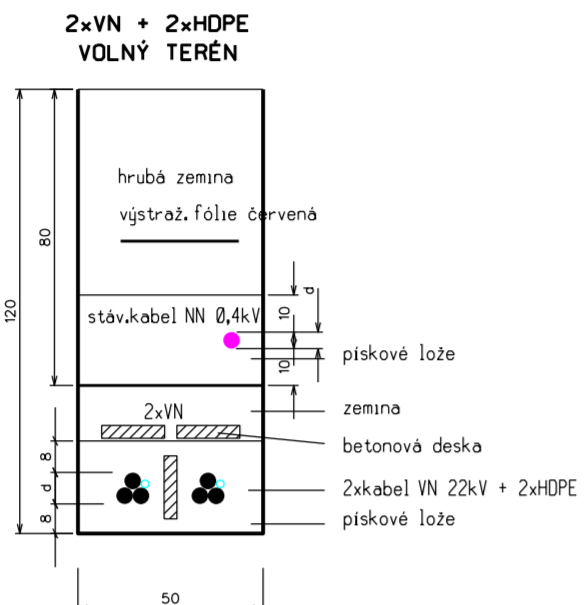 2xVN + 2xHDPE
VOLNÝ TERÉN
hrubá zemina
výstraž.fólie červená
80
120
stáv.kabel NN 0,4kV
10
d
10
pískové lože
zemina
2xVN
betonová deska
8
d
8
2xkabel VN 22kV + 2xHDPE
pískové lože
50